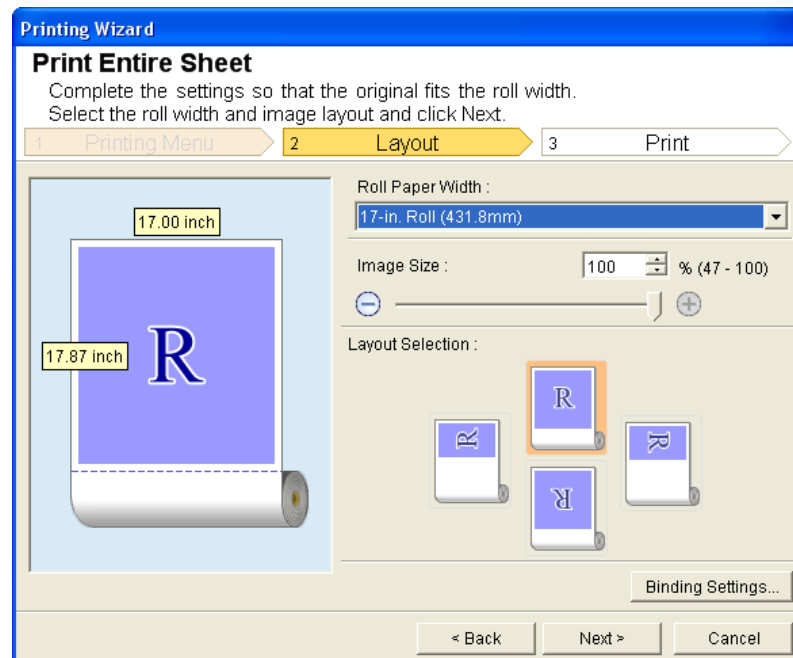 Printing Wizard
Print Entire Sheet
Complete the settings so that the original fits the roll width.
Select the roll width and image layout and click Next.
1 Printing Menu 2 Layout 3 Print
Roll Paper Width :
17-in. Roll (431.8mm)
17.00 inch
Image Size : 100 % (47 - 100)
R
17.87 inch
Layout Selection :
R
R
R
R
Binding Settings...
< Back Next > Cancel